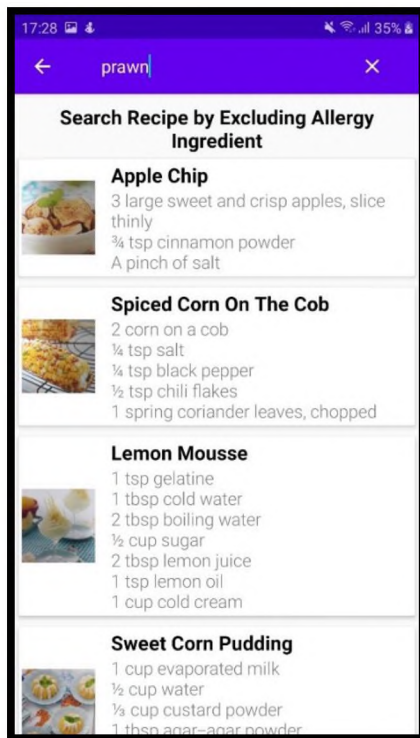 17:28 35%
prawn
Search Recipe by Excluding Allergy
Ingredient
Apple Chip
3 large sweet and crisp apples, slice
thinly
¾ tsp cinnamon powder
A pinch of salt
Spiced Corn On The Cob
2 corn on a cob
¼ tsp salt
¼ tsp black pepper
½ tsp chili flakes
1 spring coriander leaves, chopped
Lemon Mousse
1 tsp gelatine
1 tbsp cold water
2 tbsp boiling water
½ cup sugar
2 tbsp lemon juice
1 tsp lemon oil
1 cup cold cream
Sweet Corn Pudding
1 cup evaporated milk
½ cup water
⅓ cup custard powder
1 tbsp agar–agar powder